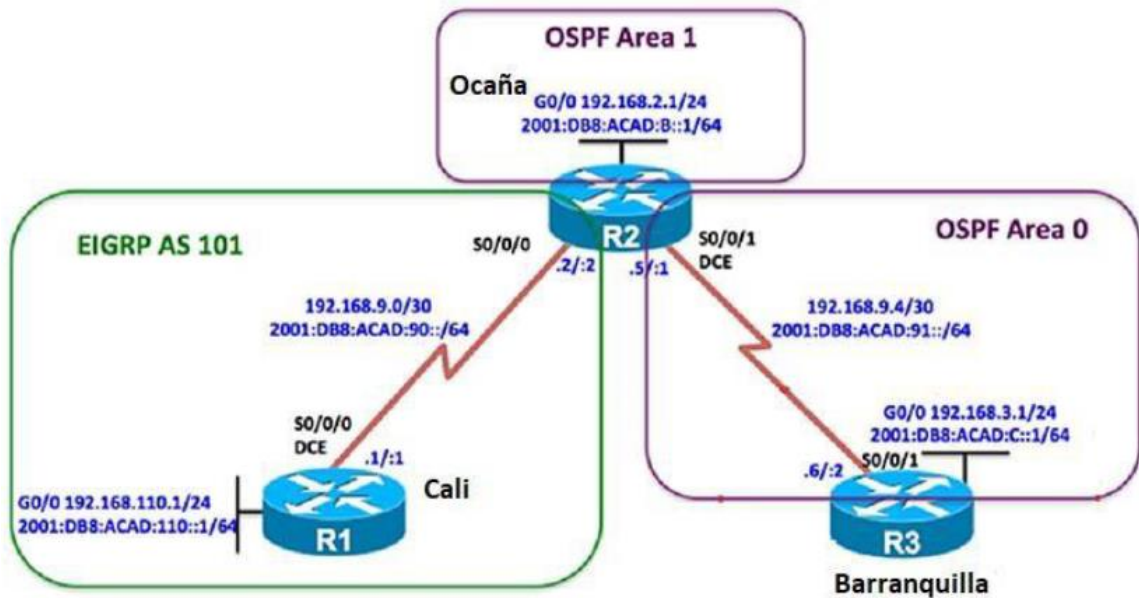 OSPF Area 1
Ocaña
G0/0 192.168.2.1/24
2001:DB8:ACAD:B::1/64
EIGRP AS 101
S0/0/0
R2
S0/0/1
DCE
OSPF Area 0
.2/:2
.5/:1
192.168.9.0/30
2001:DB8:ACAD:90::/64
192.168.9.4/30
2001:DB8:ACAD:91::/64
S0/0/0
DCE
.1/:1
Cali
G0/0 192.168.3.1/24
2001:DB8:ACAD:C::1/64
.6/:2
S0/0/1
G0/0 192.168.110.1/24
2001:DB8:ACAD:110::1/64
R1
R3
Barranquilla